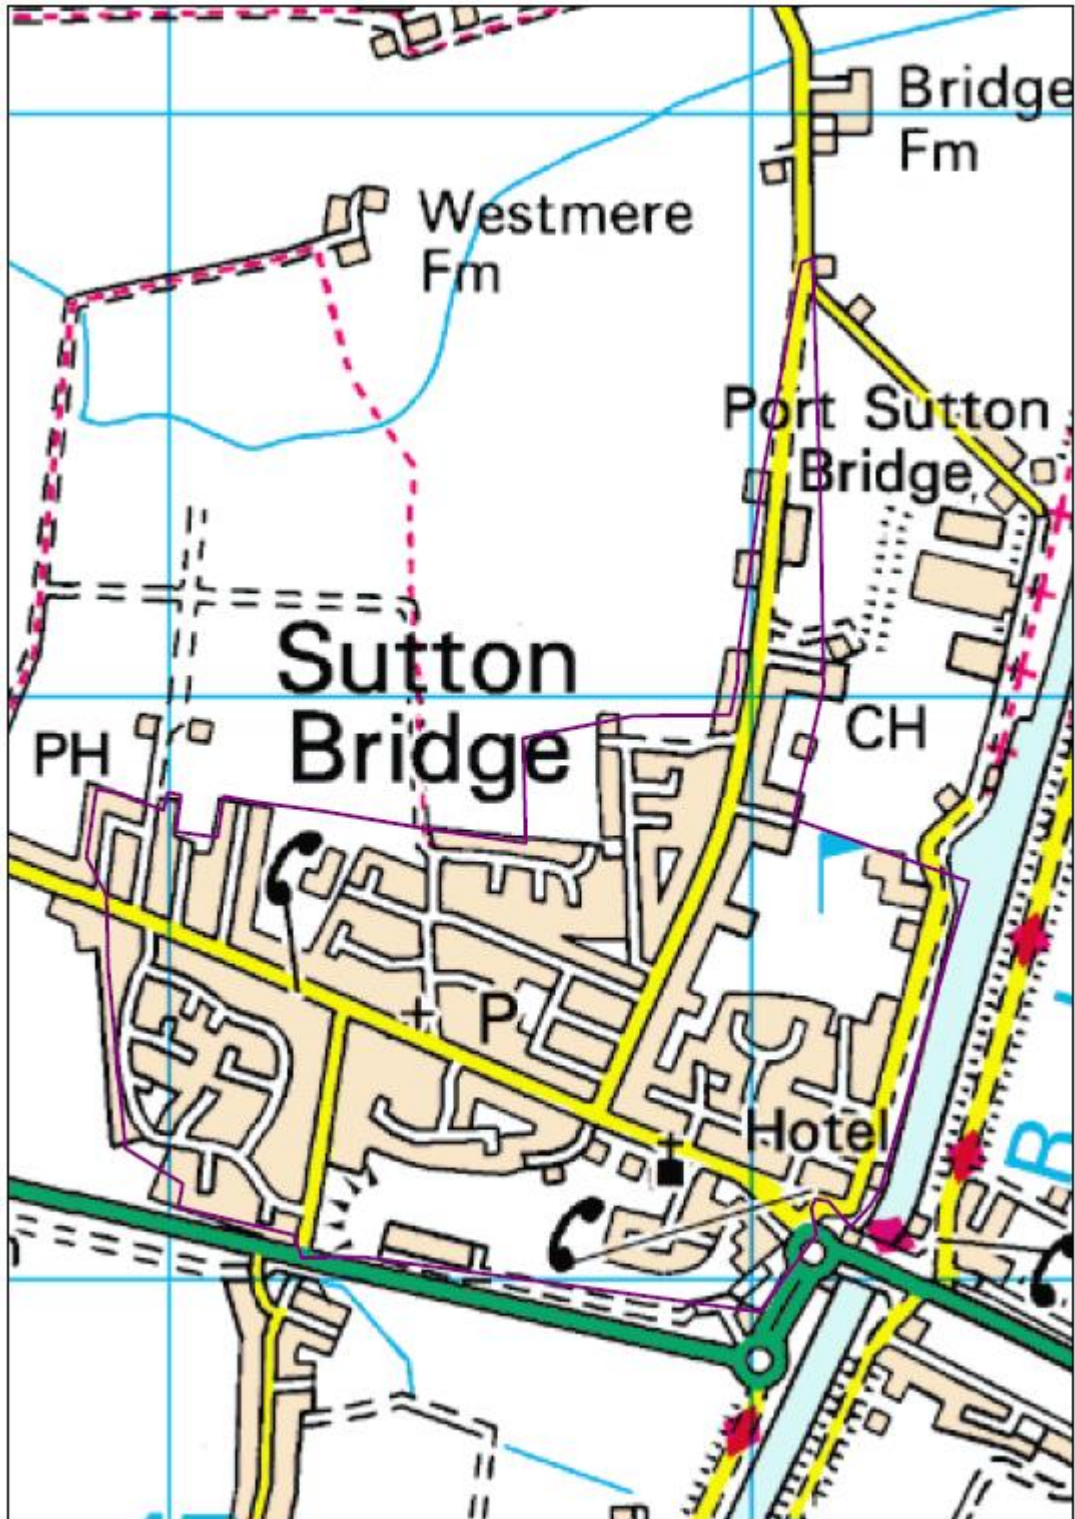 Bridge
Fm
Westmere
Fm
Port Sutton
Bridge
Sutton
Bridge
PH
CH
P
Hotel
B